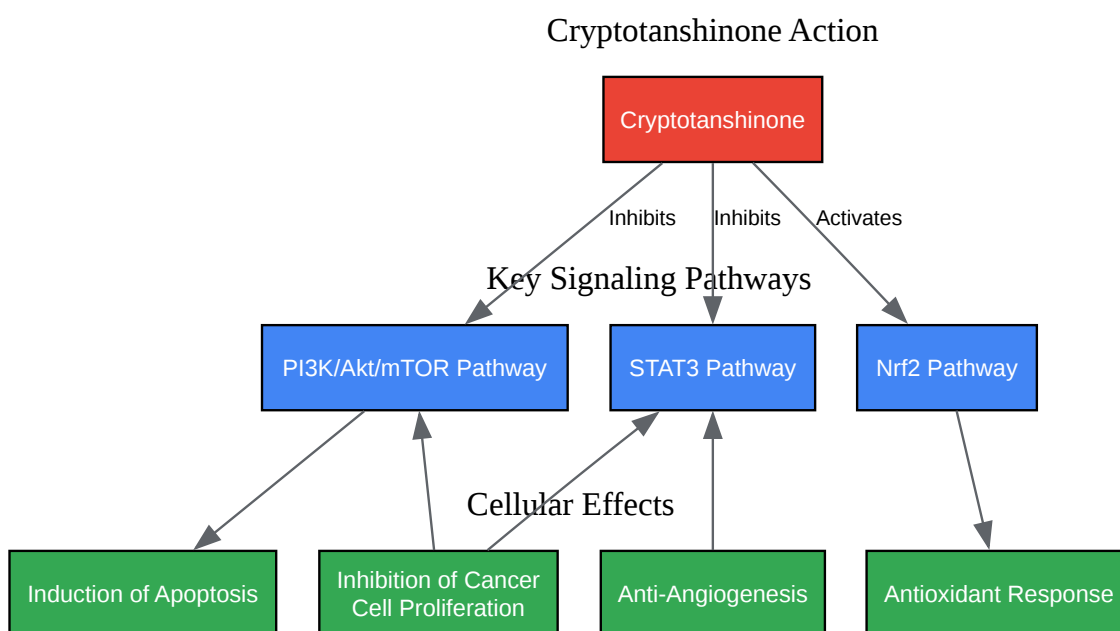 Cryptotanshinone Action
Cryptotanshinone
Inhibits
Inhibits
Activates
Key Signaling Pathways
PI3K/Akt/mTOR Pathway
STAT3 Pathway
Nrf2 Pathway
Cellular Effects
Induction of Apoptosis
Inhibition of Cancer
Cell Proliferation
Anti-Angiogenesis
Antioxidant Response